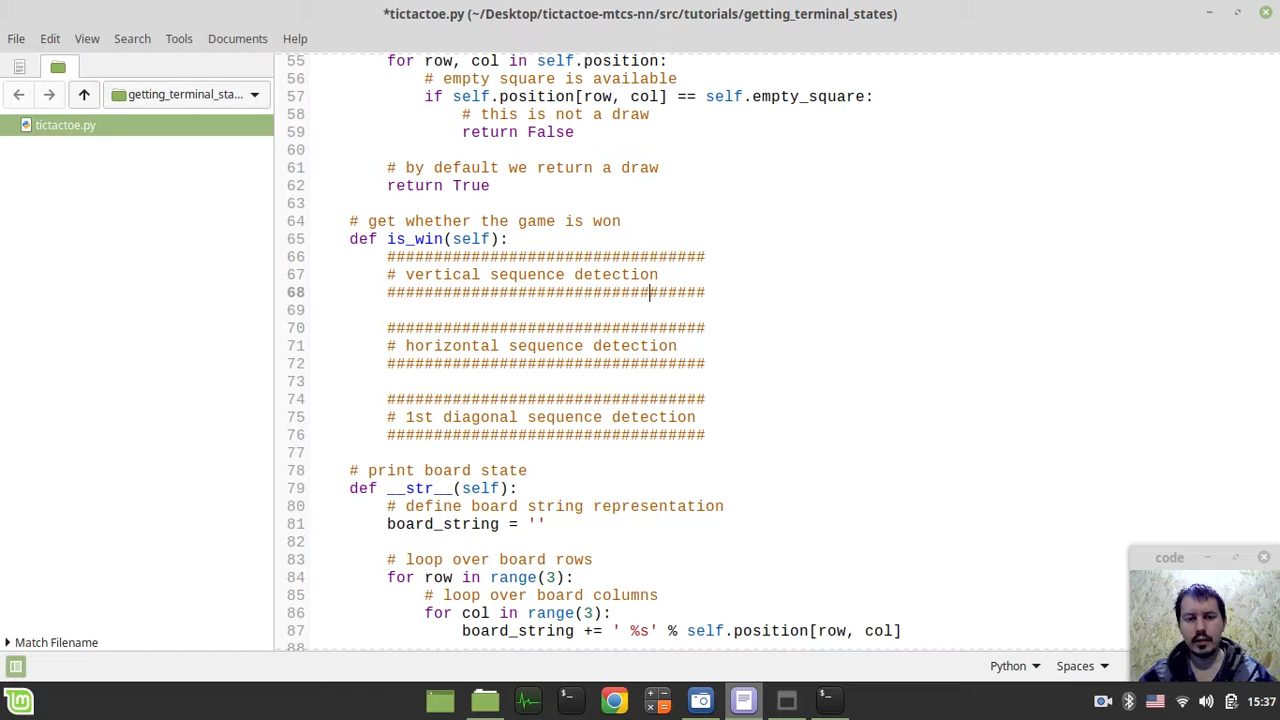 *tictactoe.py (~/Desktop/tictactoe-mtcs-nn/src/tutorials/getting_terminal_states)
File Edit View Search Tools Documents Help
getting_terminal_sta...
tictactoe.py
55 for row, col in self.position:
56 # empty square is available
57 if self.position[row, col] == self.empty_square:
58 # this is not a draw
59 return False
60
61 # by default we return a draw
62 return True
63
64 # get whether the game is won
65 def is_win(self):
66 ##################################
67 # vertical sequence detection
68 ##################################
69
70 ##################################
71 # horizontal sequence detection
72 ##################################
73
74 ##################################
75 # 1st diagonal sequence detection
76 ##################################
77
78 # print board state
79 def __str__(self):
80 # define board string representation
81 board_string = ''
82
83 # loop over board rows
84 for row in range(3):
85 # loop over board columns
86 for col in range(3):
87 board_string += ' %s' % self.position[row, col]
88
Match Filename
code
Python Spaces
15:37